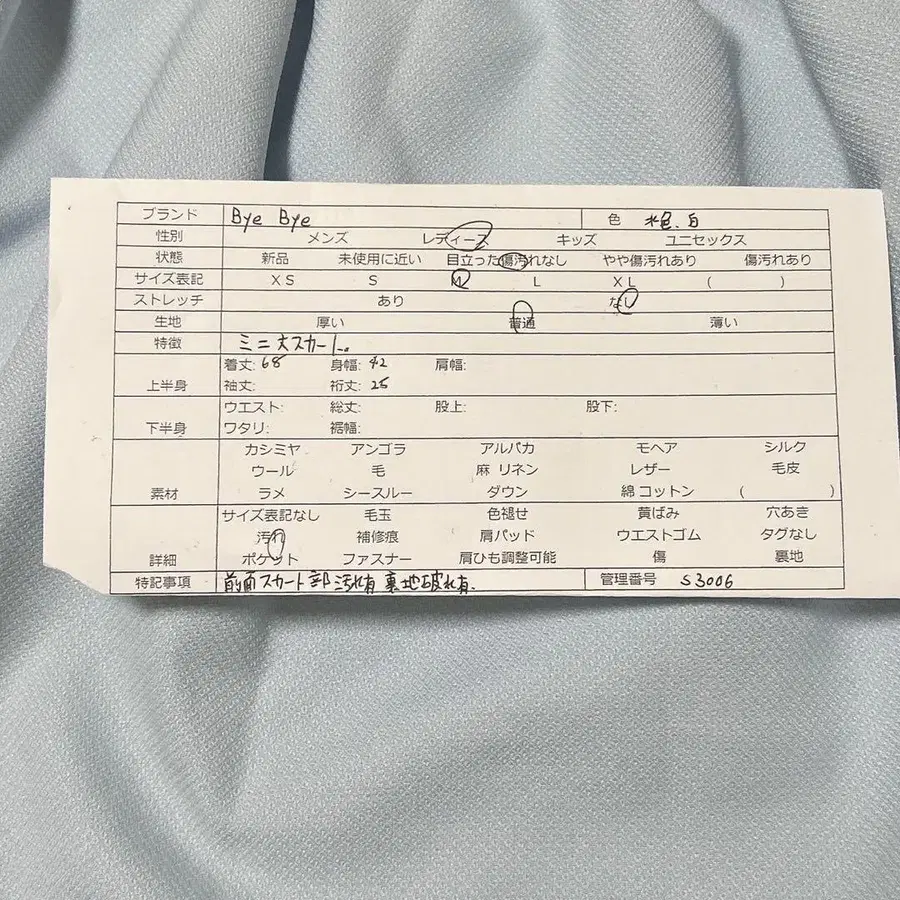 ブランド Bye Bye 色 水色、白
性別 メンズ レディース キッズ ユニセックス
状態 新品 未使用に近い 目立った傷汚れなし やや傷汚れあり 傷汚れあり
サイズ表記 XS S M L XL ( )
ストレッチ あり なし
生地 厚い 普通 薄い
特徴 ミニ丈スカート。
上半身 着丈: 68 身幅: 42 肩幅:
袖丈: 裄丈: 25
下半身 ウエスト: 総丈: 股上: 股下:
ワタリ: 裾幅:
素材 カシミヤ アンゴラ アルパカ モヘア シルク
ウール 毛 麻 リネン レザー 毛皮
ラメ シースルー ダウン 綿 コットン ( )
詳細 サイズ表記なし 毛玉 色褪せ 黄ばみ 穴あき
汚れ 補修痕 肩パッド ウエストゴム タグなし
ポケット ファスナー 肩ひも調整可能 傷 裏地
特記事項 前面スカート部汚れ有 裏地破れ有. 管理番号 S3006